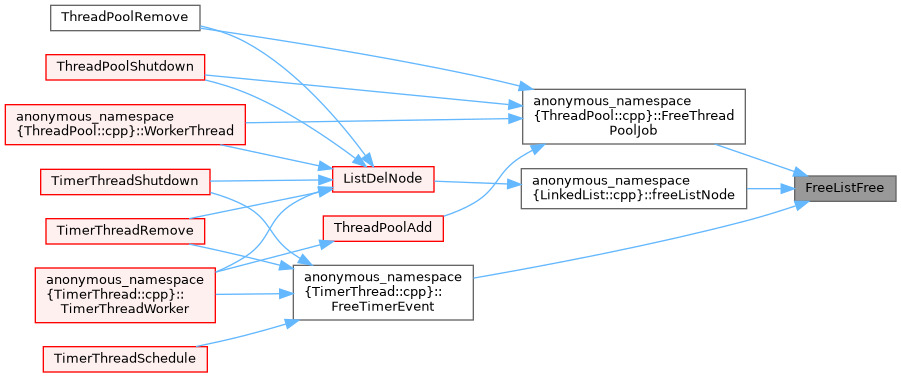 ThreadPoolRemove
ThreadPoolShutdown
anonymous_namespace
{ThreadPool::cpp}::WorkerThread
TimerThreadShutdown
TimerThreadRemove
anonymous_namespace
{TimerThread::cpp}::
TimerThreadWorker
TimerThreadSchedule
ListDelNode
ThreadPoolAdd
anonymous_namespace
{TimerThread::cpp}::
FreeTimerEvent
anonymous_namespace
{ThreadPool::cpp}::FreeThread
PoolJob
anonymous_namespace
{LinkedList::cpp}::freeListNode
FreeListFree